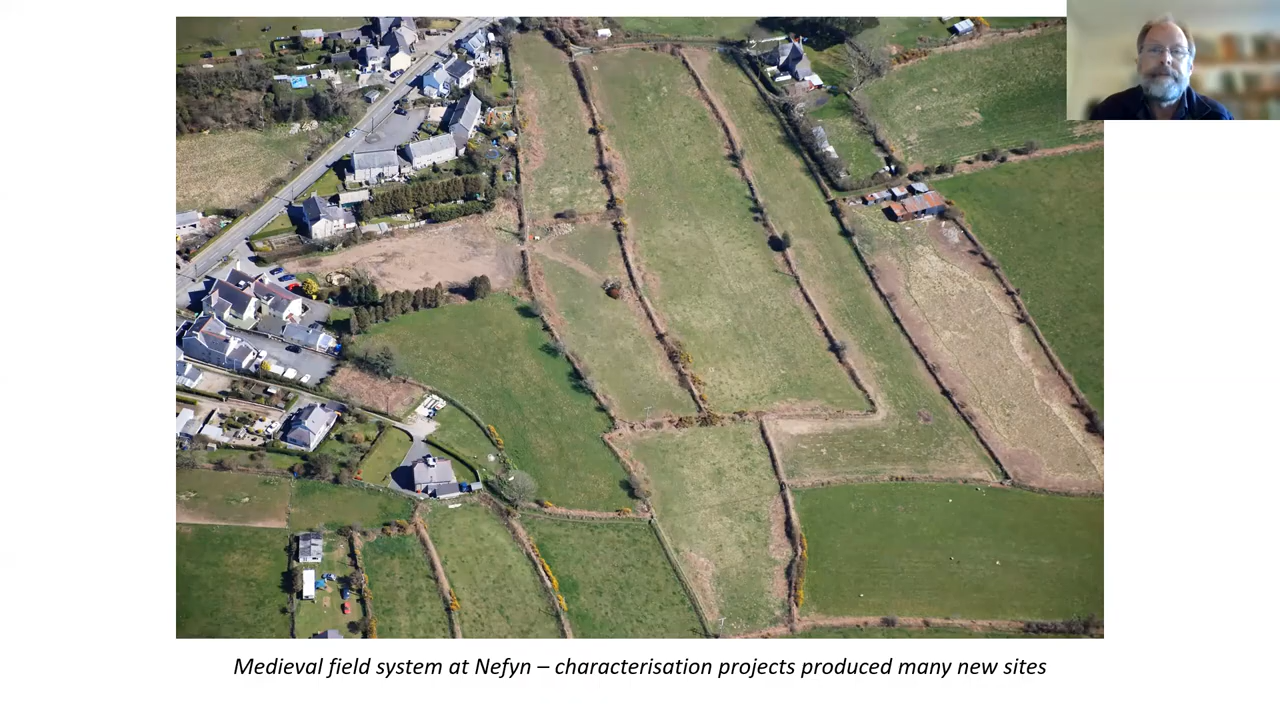 Medieval field system at Nefyn – characterisation projects produced many new sites